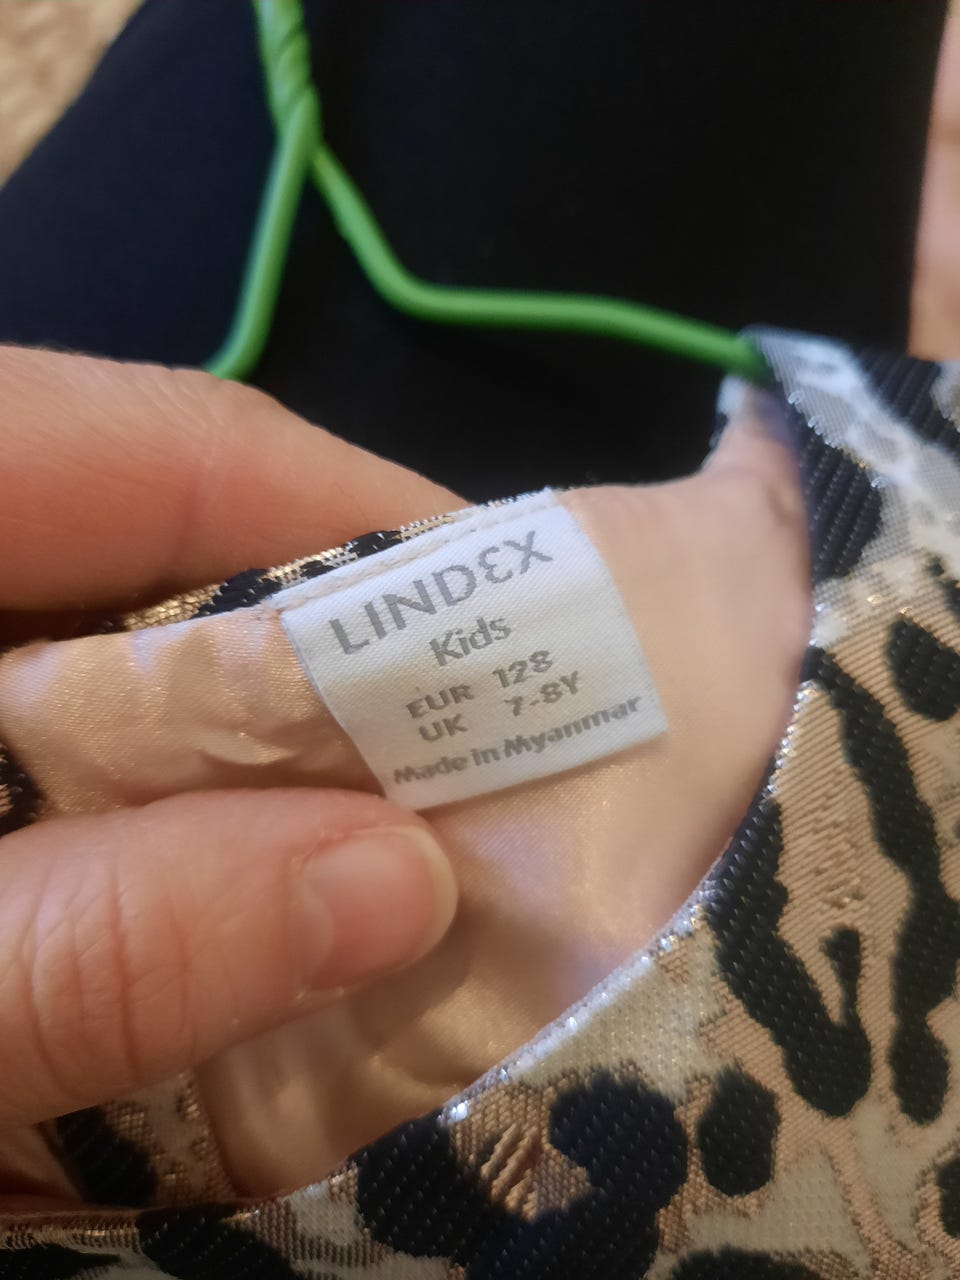 LINDEX
Kids
EUR 128
UK 7-8Y
Made in Myanmar